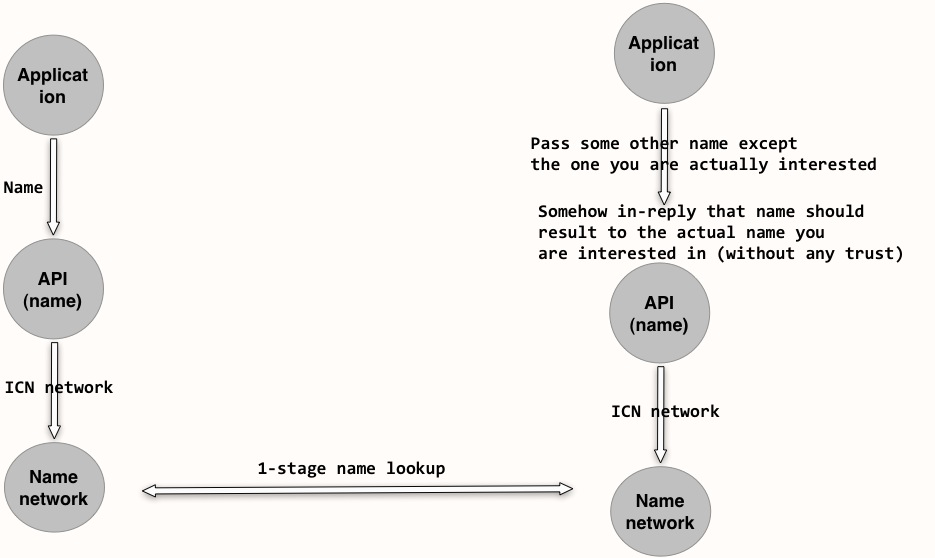 Applicat
ion
Name
API
(name)
ICN network
Name
network
1-stage name lookup
Applicat
ion
Pass some other name except
the one you are actually interested
Somehow in-reply that name should
result to the actual name you
are interested in (without any trust)
API
(name)
ICN network
Name
network